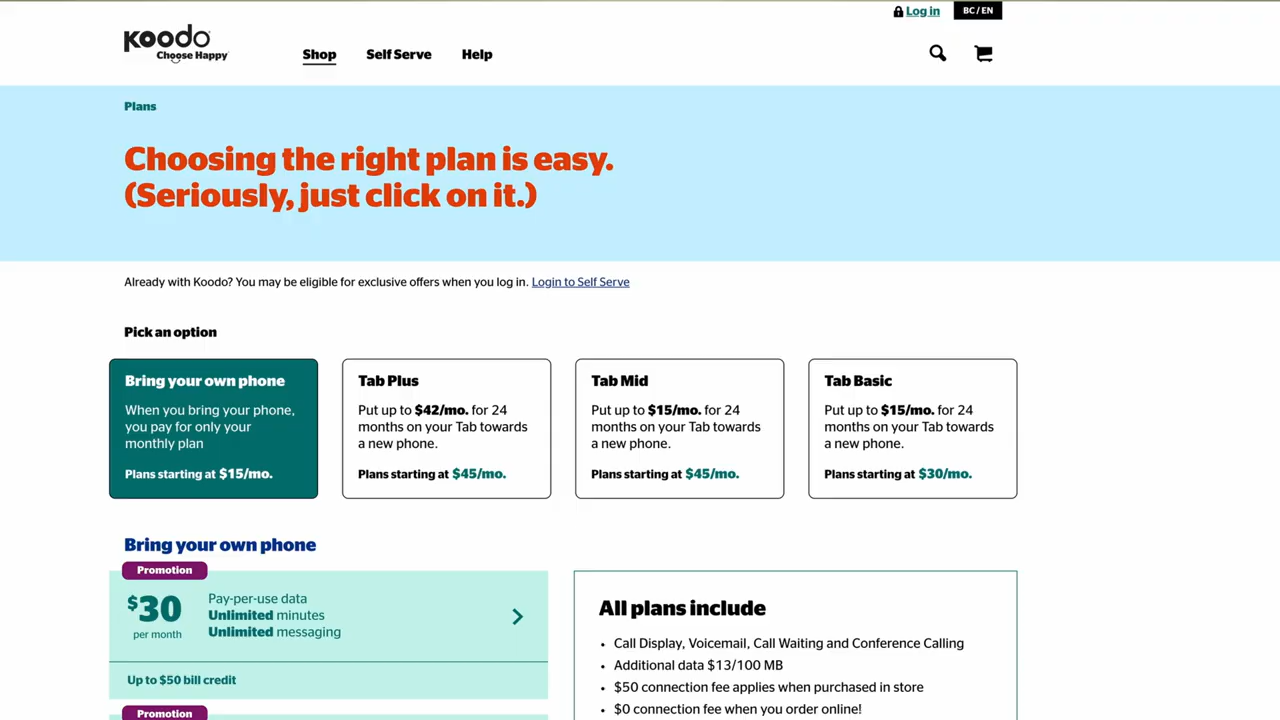 Log in
BC / EN
koodo
Choose Happy
Shop
Self Serve
Help
Plans
Choosing the right plan is easy.
(Seriously, just click on it.)
Already with Koodo? You may be eligible for exclusive offers when you log in. Login to Self Serve
Pick an option
Bring your own phone
When you bring your phone,
you pay for only your
monthly plan
Plans starting at $15/mo.
Tab Plus
Put up to $42/mo. for 24
months on your Tab towards
a new phone.
Plans starting at $45/mo.
Tab Mid
Put up to $15/mo. for 24
months on your Tab towards
a new phone.
Plans starting at $45/mo.
Tab Basic
Put up to $15/mo. for 24
months on your Tab towards
a new phone.
Plans starting at $30/mo.
Bring your own phone
Promotion
$30
per month
Pay-per-use data
Unlimited minutes
Unlimited messaging
Up to $50 bill credit
Promotion
All plans include
• Call Display, Voicemail, Call Waiting and Conference Calling
• Additional data $13/100 MB
• $50 connection fee applies when purchased in store
• $0 connection fee when you order online!